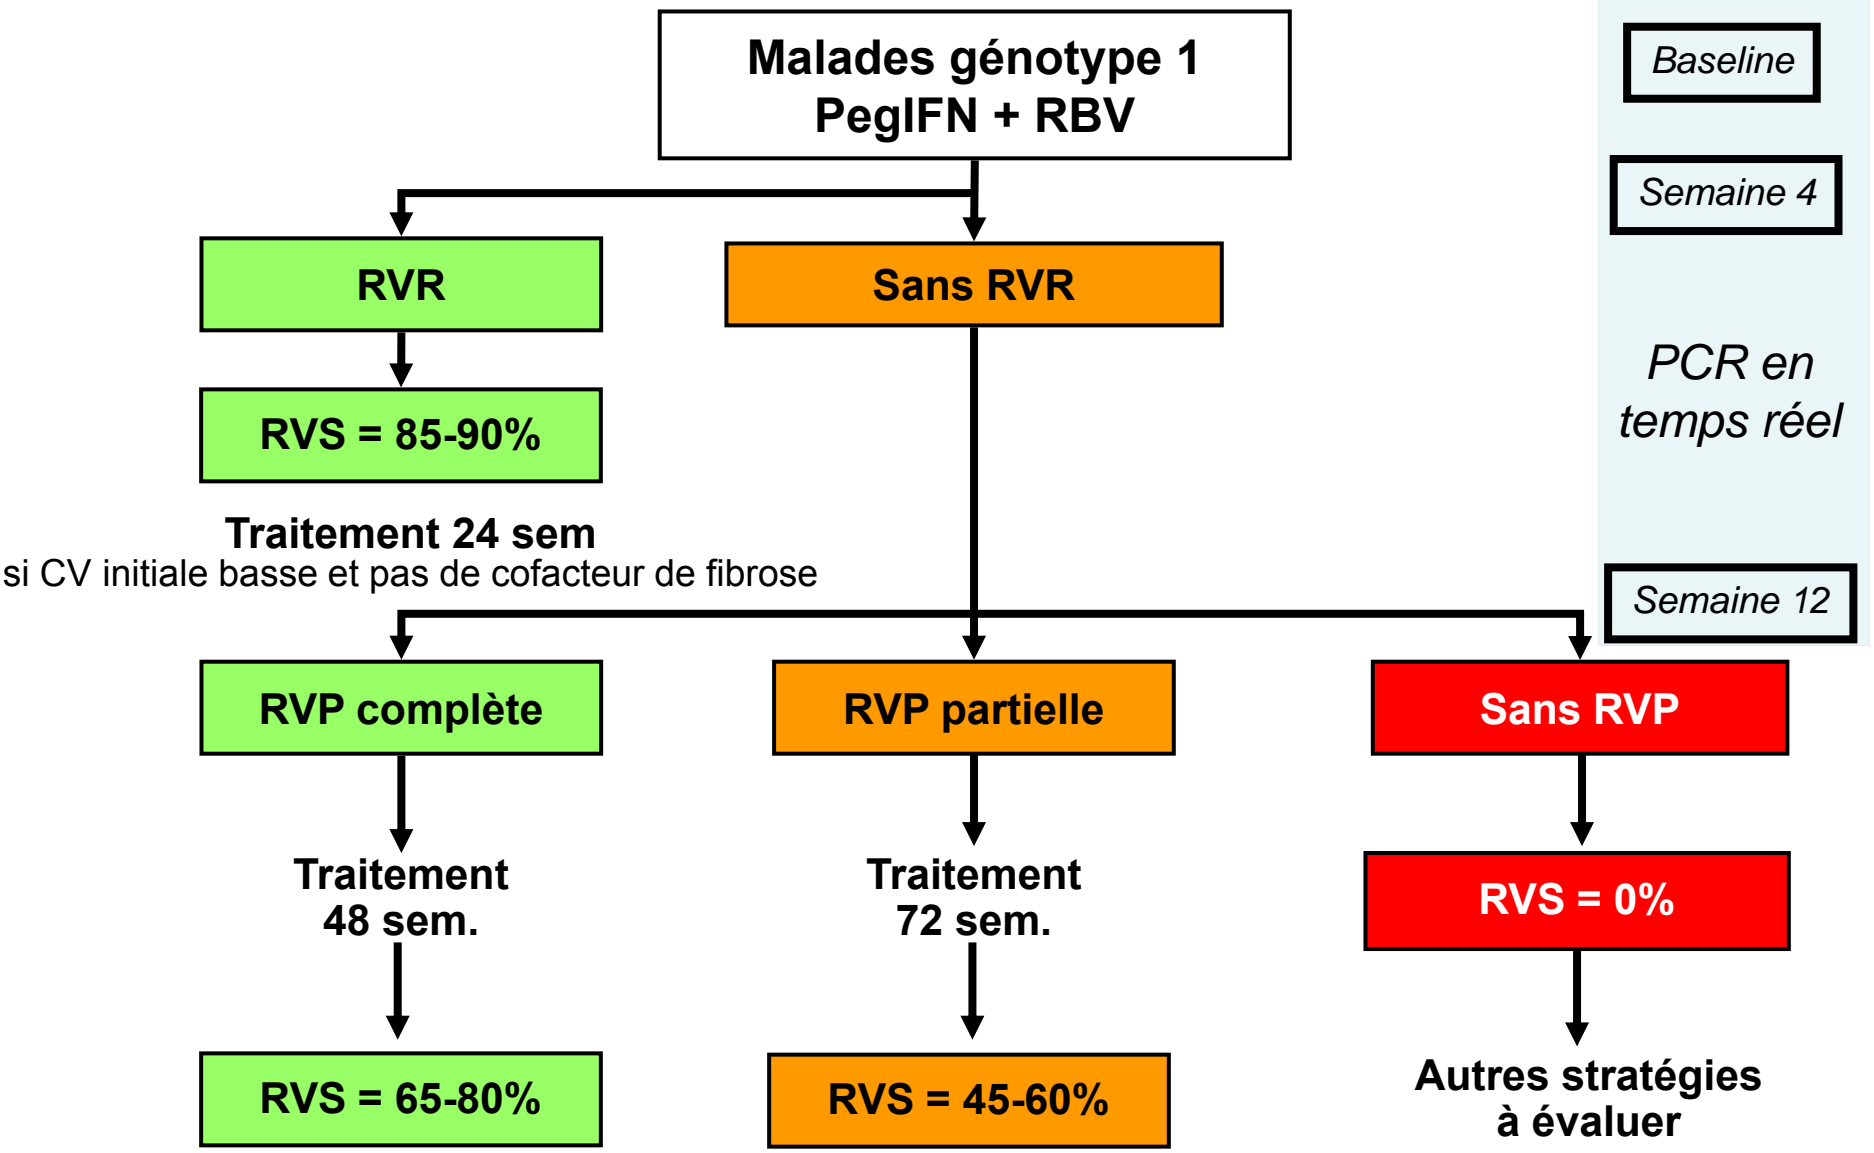 Malades génotype 1
PegIFN + RBV
Baseline
Semaine 4
RVR
Sans RVR
PCR en
temps réel
RVS = 85-90%
Traitement 24 sem
si CV initiale basse et pas de cofacteur de fibrose
Semaine 12
RVP complète
RVP partielle
Sans RVP
Traitement
48 sem.
Traitement
72 sem.
RVS = 0%
RVS = 65-80%
RVS = 45-60%
Autres stratégies
à évaluer